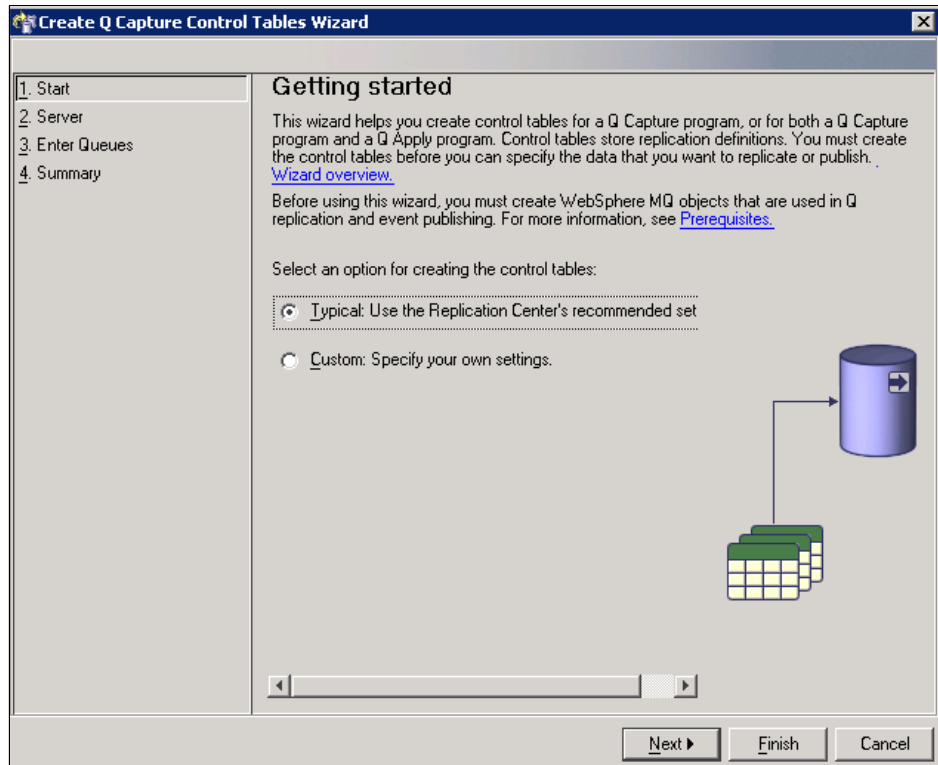 Create Q Capture Control Tables Wizard
1. Start
2. Server
3. Enter Queues
4. Summary
Getting started
This wizard helps you create control tables for a Q Capture program, or for both a Q Capture
program and a Q Apply program. Control tables store replication definitions. You must create
the control tables before you can specify the data that you want to replicate or publish.
Wizard overview.
Before using this wizard, you must create WebSphere MQ objects that are used in Q
replication and event publishing. For more information, see Prerequisites.
Select an option for creating the control tables:
Typical: Use the Replication Center's recommended set
Custom: Specify your own settings.
Next
Finish
Cancel